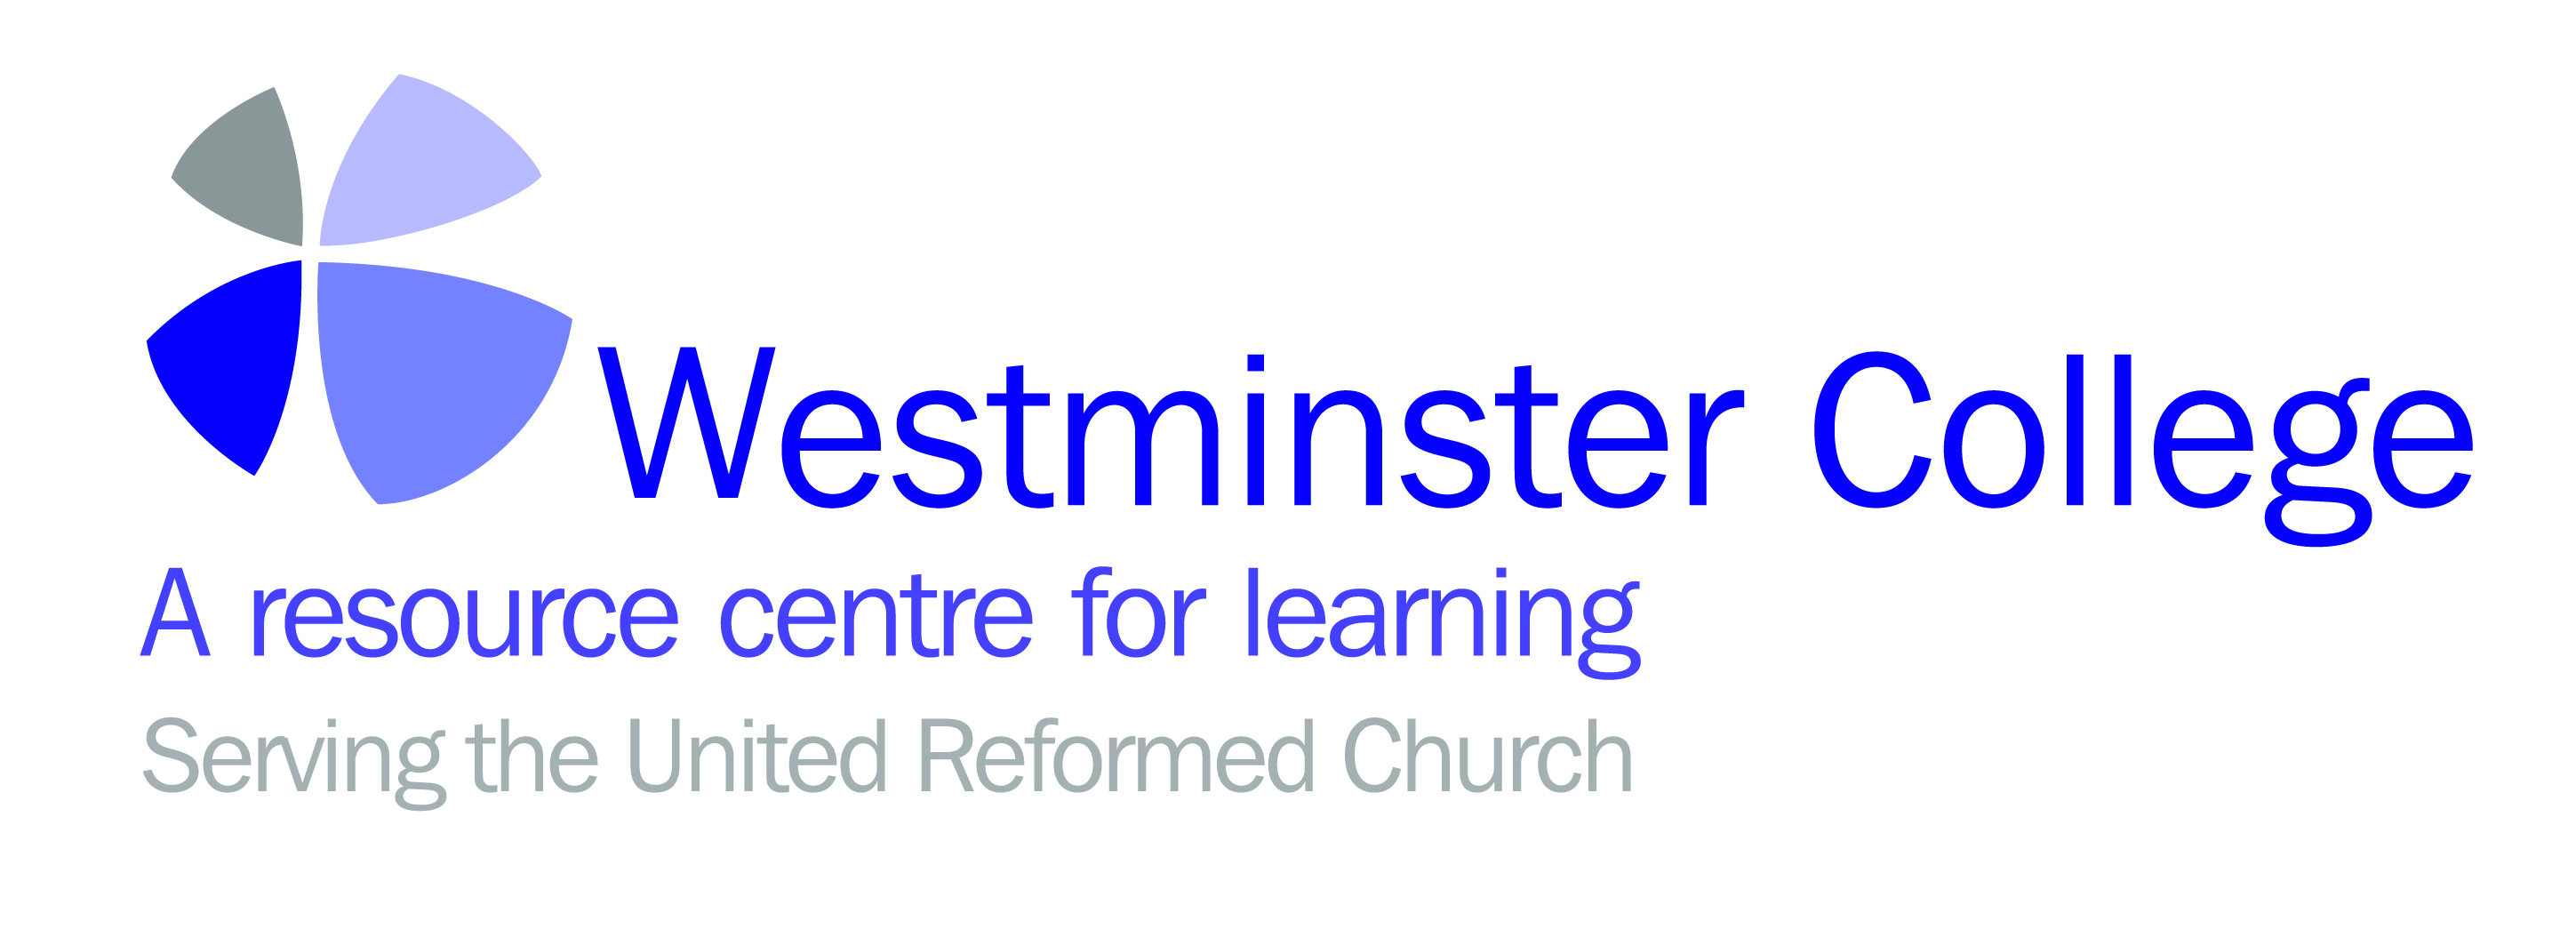 Westminster College
A resource centre for learning
Serving the United Reformed Church